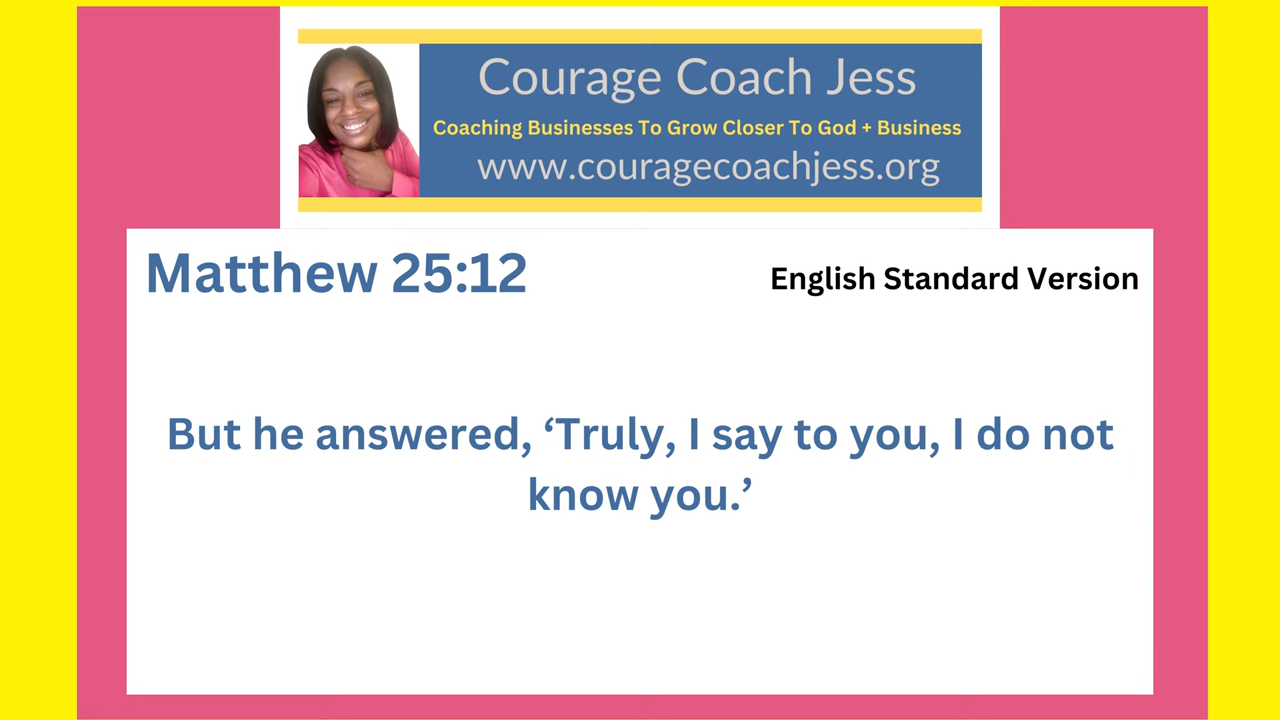 Courage Coach Jess
Coaching Businesses To Grow Closer To God + Business
www.couragecoachjess.org
Matthew 25:12
English Standard Version
But he answered, ‘Truly, I say to you, I do not
know you.’